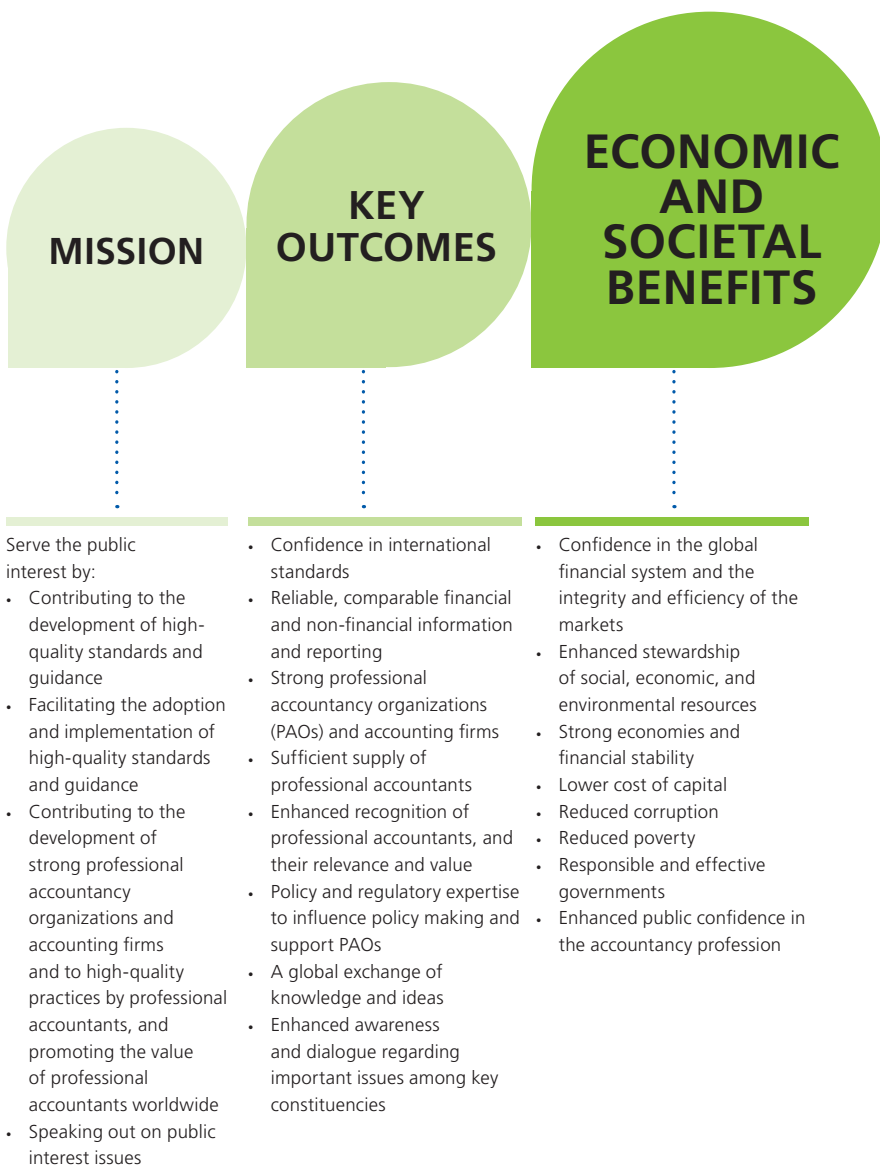 MISSION
KEY
OUTCOMES
ECONOMIC
AND
SOCIETAL
BENEFITS
Serve the public
interest by:
• Contributing to the
development of high-
quality standards and
guidance
• Facilitating the adoption
and implementation of
high-quality standards
and guidance
• Contributing to the
development of
strong professional
accountancy
organizations and
accounting firms
and to high-quality
practices by professional
accountants, and
promoting the value
of professional
accountants worldwide
• Speaking out on public
interest issues
• Confidence in international
standards
• Reliable, comparable financial
and non-financial information
and reporting
• Strong professional
accountancy organizations
(PAOs) and accounting firms
• Sufficient supply of
professional accountants
• Enhanced recognition of
professional accountants, and
their relevance and value
• Policy and regulatory expertise
to influence policy making and
support PAOs
• A global exchange of
knowledge and ideas
• Enhanced awareness
and dialogue regarding
important issues among key
constituencies
• Confidence in the global
financial system and the
integrity and efficiency of the
markets
• Enhanced stewardship
of social, economic, and
environmental resources
• Strong economies and
financial stability
• Lower cost of capital
• Reduced corruption
• Reduced poverty
• Responsible and effective
governments
• Enhanced public confidence in
the accountancy profession